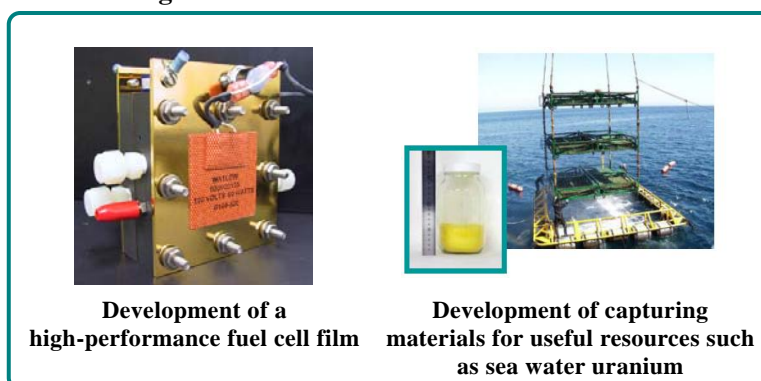 WATLOW
Development of a
high-performance fuel cell film
Development of capturing
materials for useful resources such
as sea water uranium